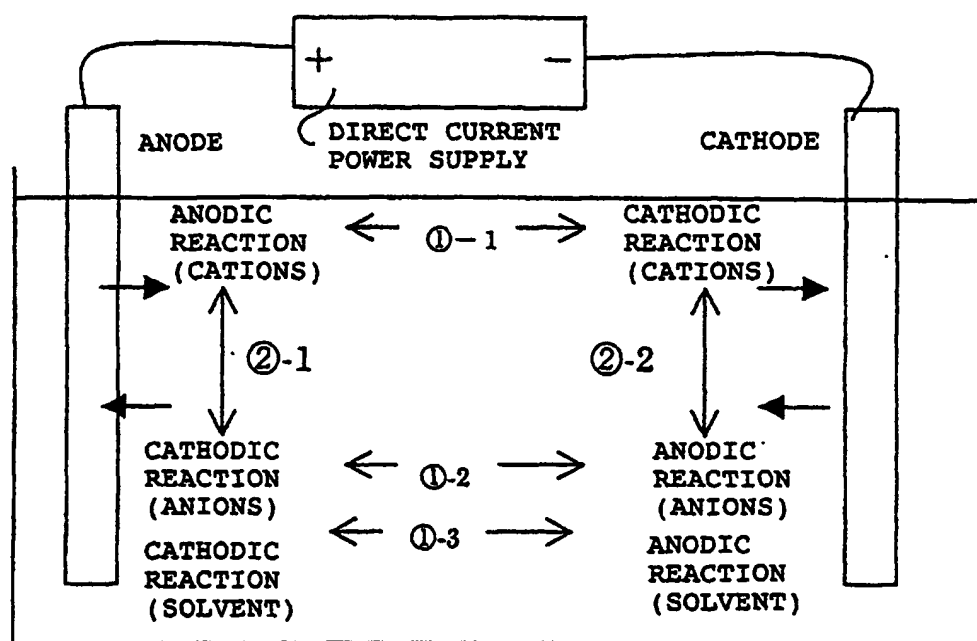 + −
ANODE
DIRECT CURRENT
POWER SUPPLY
CATHODE
ANODIC
REACTION
(CATIONS)
①-1
CATHODIC
REACTION
(CATIONS)
②-1
②-2
CATHODIC
REACTION
(ANIONS)
①-2
ANODIC
REACTION
(ANIONS)
①-3
CATHODIC
REACTION
(SOLVENT)
ANODIC
REACTION
(SOLVENT)